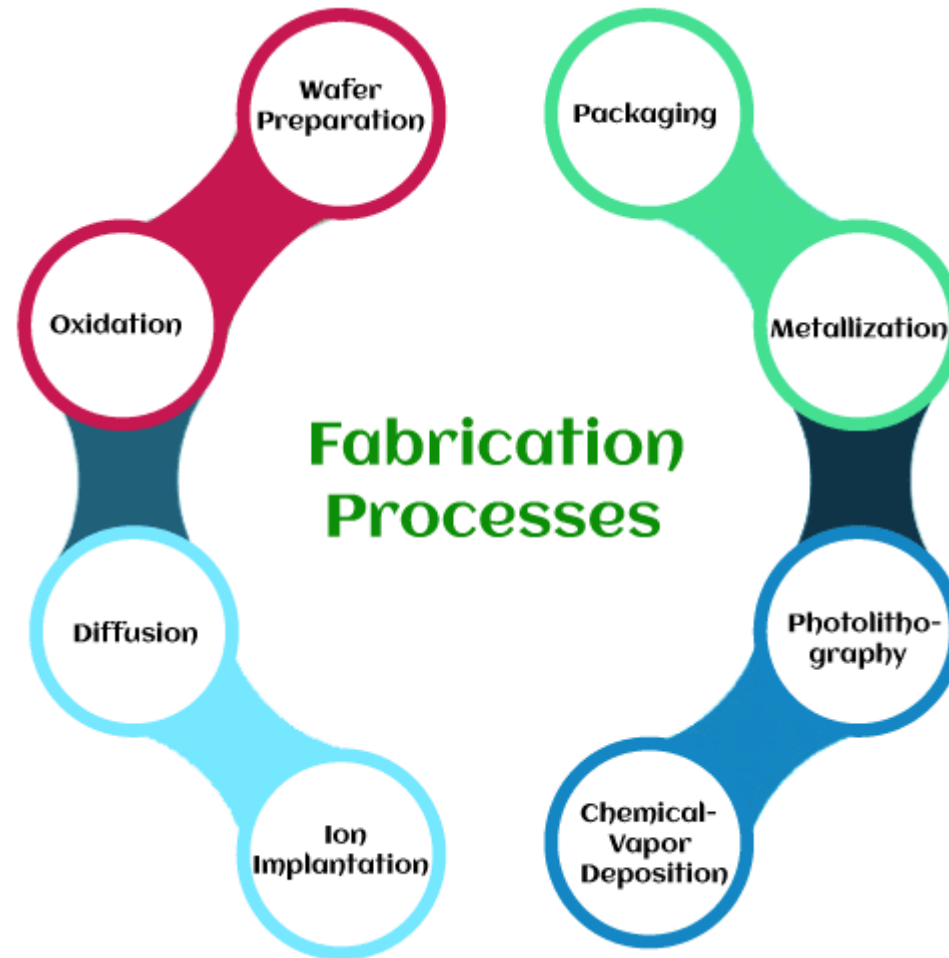 Wafer
Preparation
Oxidation
Diffusion
Ion
Implantation
Chemical-
Vapor
Deposition
Photolitho-
graphy
Metallization
Packaging
Fabrication
Processes